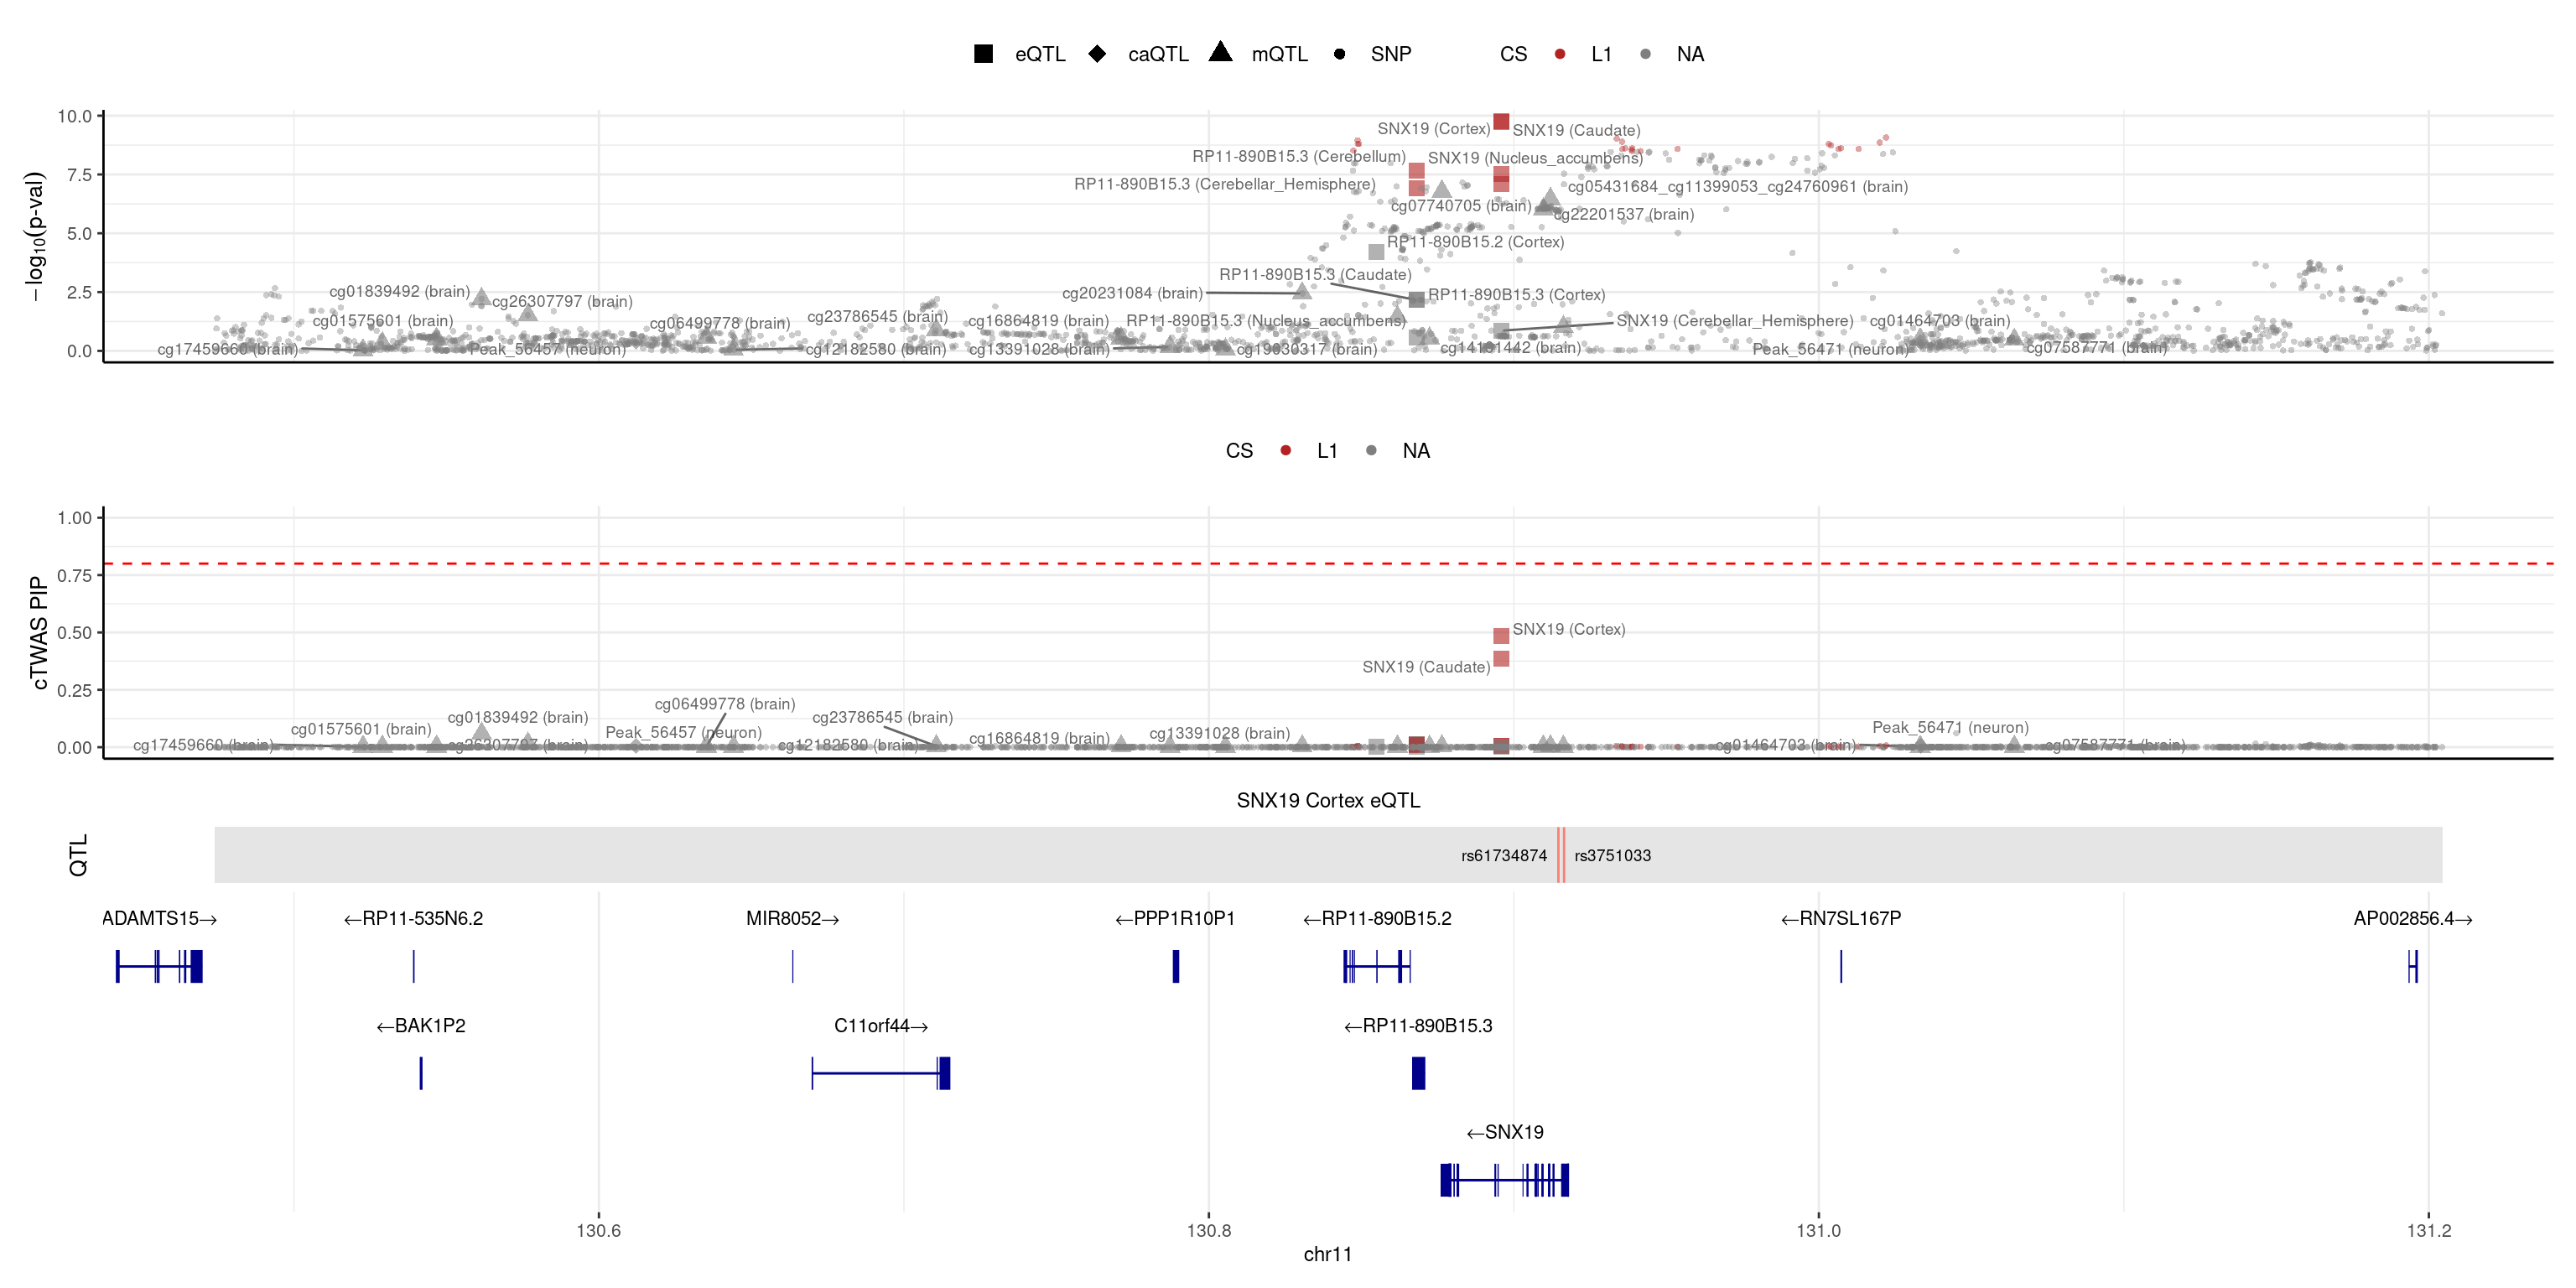 eQTL caQTL mQTL SNP CS L1 NA
−log10(p-val)
10.0
7.5
5.0
2.5
0.0
SNX19 (Cortex)
SNX19 (Caudate)
RP11-890B15.3 (Cerebellum)
SNX19 (Nucleus_accumbens)
RP11-890B15.3 (Cerebellar_Hemisphere)
cg05431684_cg11399053_cg24760961 (brain)
cg07740705 (brain)
cg22201537 (brain)
RP11-890B15.2 (Cortex)
RP11-890B15.3 (Caudate)
cg01839492 (brain)
cg26307797 (brain)
cg20231084 (brain)
RP11-890B15.3 (Cortex)
cg01575601 (brain)
cg06499778 (brain)
cg23786545 (brain)
cg16864819 (brain)
RP11-890B15.3 (Nucleus_accumbens)
SNX19 (Cerebellar_Hemisphere)
cg01464703 (brain)
cg17459660 (brain)
Peak_56457 (neuron)
cg12182580 (brain)
cg13391028 (brain)
cg19930317 (brain)
cg14191442 (brain)
Peak_56471 (neuron)
cg07587771 (brain)
CS L1 NA
cTWAS PIP
1.00
0.75
0.50
0.25
0.00
SNX19 (Cortex)
SNX19 (Caudate)
cg06499778 (brain)
cg01839492 (brain)
cg23786545 (brain)
cg01575601 (brain)
Peak_56457 (neuron)
Peak_56471 (neuron)
cg17459660 (brain)
cg26307797 (brain)
cg12182580 (brain)
cg16864819 (brain)
cg13391028 (brain)
cg01464703 (brain)
cg07587771 (brain)
SNX19 Cortex eQTL
QTL
rs61734874 rs3751033
ADAMTS15→ ←RP11-535N6.2 MIR8052→ ←PPP1R10P1 ←RP11-890B15.2 ←RN7SL167P AP002856.4→
←BAK1P2 C11orf44→ ←RP11-890B15.3
←SNX19
130.6 130.8 131.0 131.2
chr11